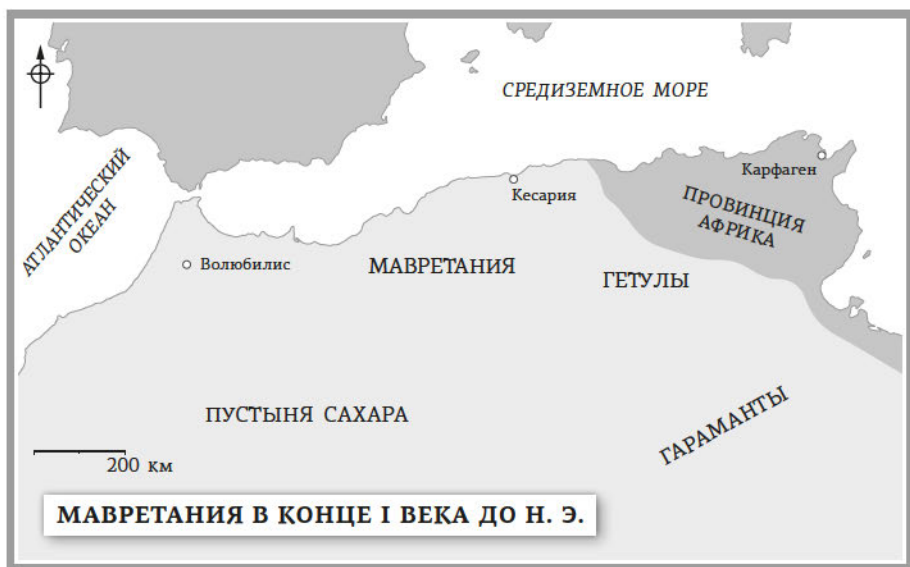 СРЕДИЗЕМНОЕ МОРЕ
АТЛАНТИЧЕСКИЙ
ОКЕАН
Карфаген
Кесария
ПРОВИНЦИЯ
АФРИКА
Волюбилис
МАВРЕТАНИЯ
ГЕТУЛЫ
ПУСТЫНЯ САХАРА
ГАРАМАНТЫ
200 км
МАВРЕТАНИЯ В КОНЦЕ I ВЕКА ДО Н. Э.